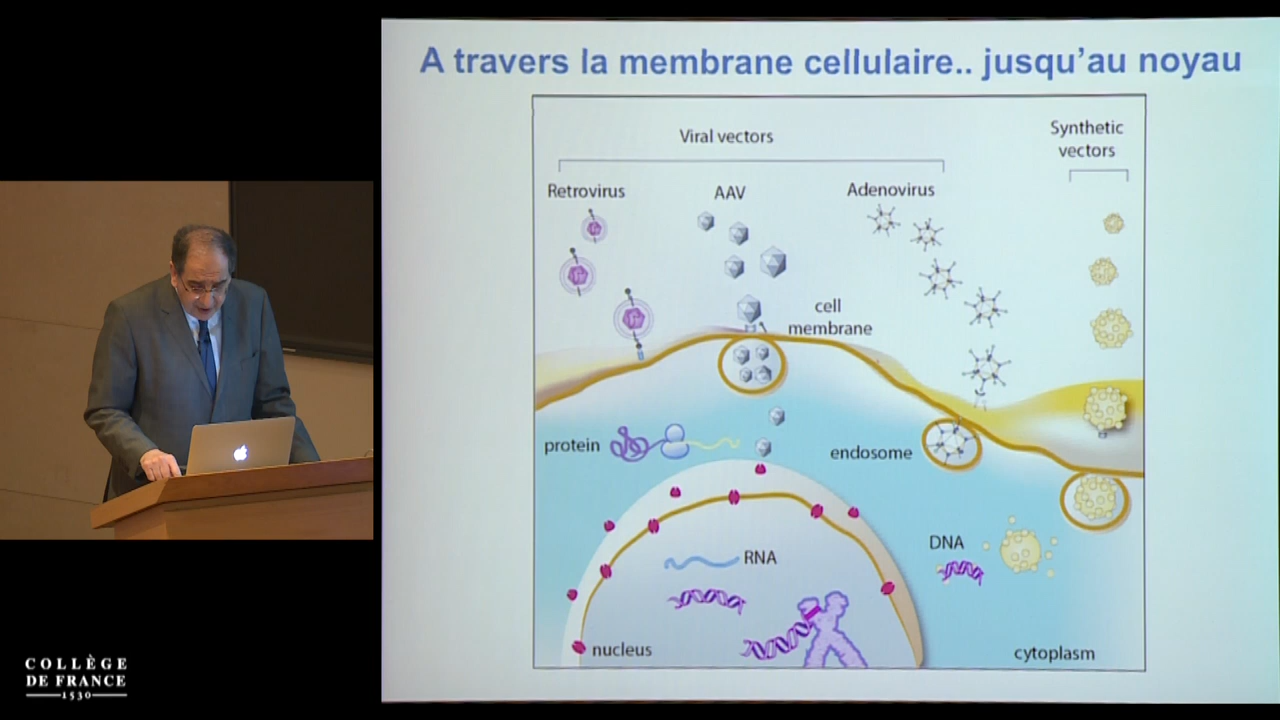 A travers la membrane cellulaire.. jusqu'au noyau
Viral vectors
Synthetic
vectors
Retrovirus
AAV
Adenovirus
cell
membrane
protein
endosome
DNA
RNA
nucleus
cytoplasm
COLLÈGE
DE FRANCE
1530